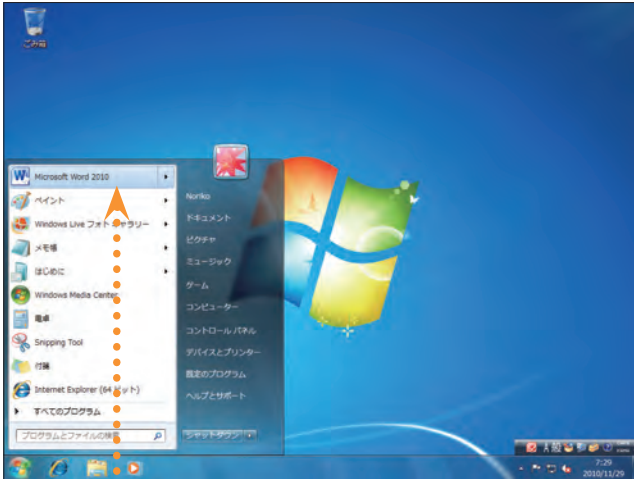 ごみ箱
Microsoft Word 2010
ペイント
Windows Live フォト ギャラリー
メモ帳
はじめに
Windows Media Center
電卓
Snipping Tool
付箋
Internet Explorer (64 ビット)
すべてのプログラム
プログラムとファイルの検索
Noriko
ドキュメント
ピクチャ
ミュージック
ゲーム
コンピューター
コントロール パネル
デバイスとプリンター
既定のプログラム
ヘルプとサポート
シャットダウン
A 般
7:29
2010/11/29